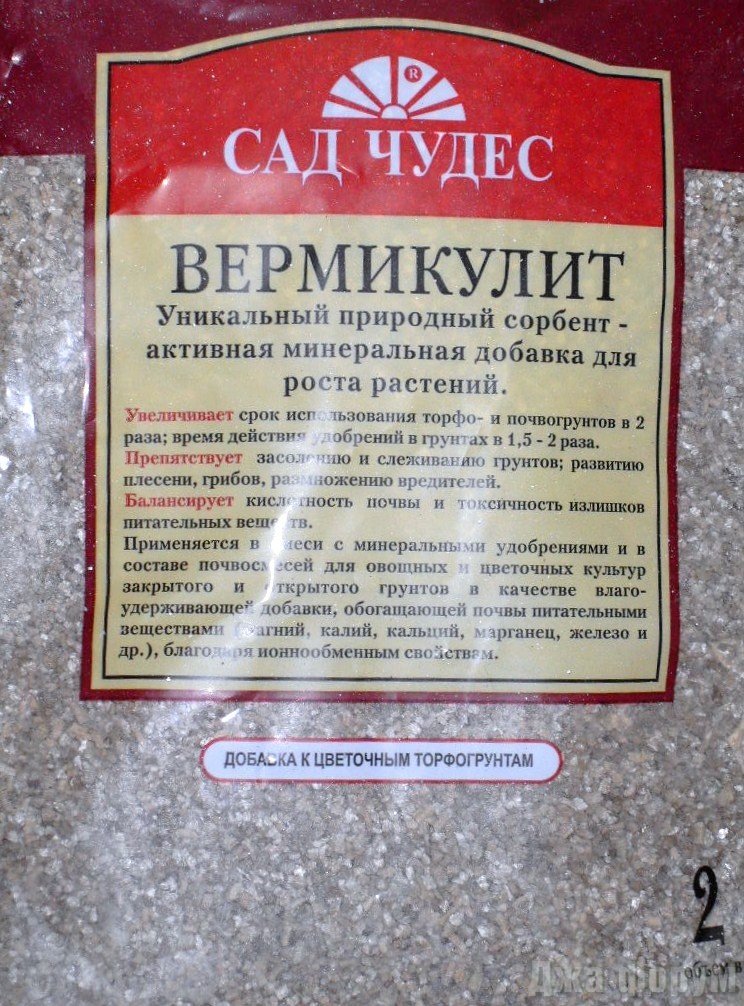 ®
САД ЧУДЕС
ВЕРМИКУЛИТ
Уникальный природный сорбент -
активная минеральная добавка для
роста растений.
Увеличивает срок использования торфо- и почвогрунтов в 2
раза; время действия удобрений в грунтах в 1,5 - 2 раза.
Препятствует засолению и слеживанию грунтов; развитию
плесени, грибов, размножению вредителей.
Балансирует кислотность почвы и токсичность излишков
питательных веществ.
Применяется в смеси с минеральными удобрениями и в
составе почвосмесей для овощных и цветочных культур
закрытого и открытого грунтов в качестве влаго-
удерживающей добавки, обогащающей почвы питательными
веществами (магний, калий, кальций, марганец, железо и
др.), благодаря ионнообменным свойствам.
ДОБАВКА К ЦВЕТОЧНЫМ ТОРФОГРУНТАМ
2
объем в
Джа форум